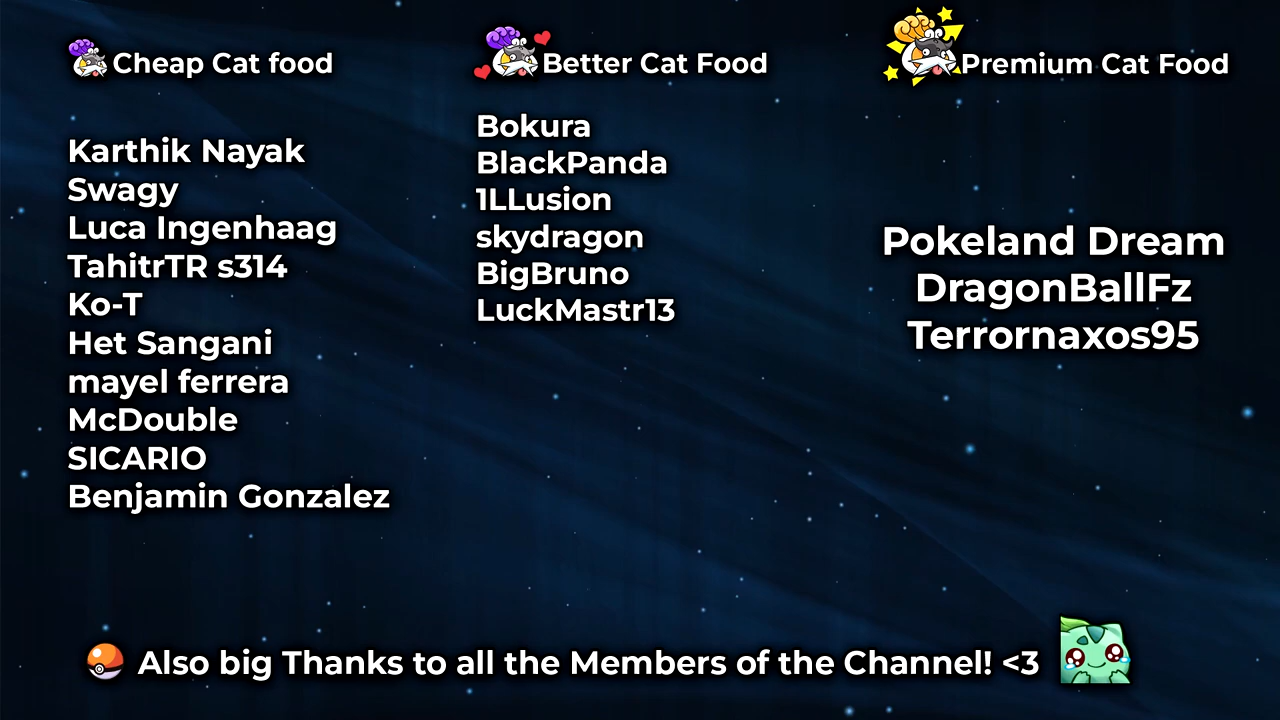 Cheap Cat food
Karthik Nayak
Swagy
Luca Ingenhaag
TahitrTR s314
Ko-T
Het Sangani
mayel ferrera
McDouble
SICARIO
Benjamin Gonzalez
Better Cat Food
Bokura
BlackPanda
1LLusion
skydragon
BigBruno
LuckMastr13
Premium Cat Food
Pokeland Dream
DragonBallFz
Terrornaxos95
Also big Thanks to all the Members of the Channel! <3